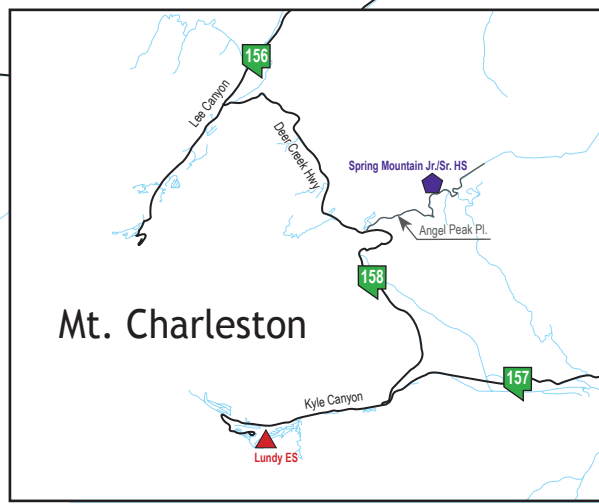 156
Lee Canyon
Deer Creek Hwy
Spring Mountain Jr./Sr. HS
Angel Peak Pl.
158
Mt. Charleston
157
Kyle Canyon
Lundy ES